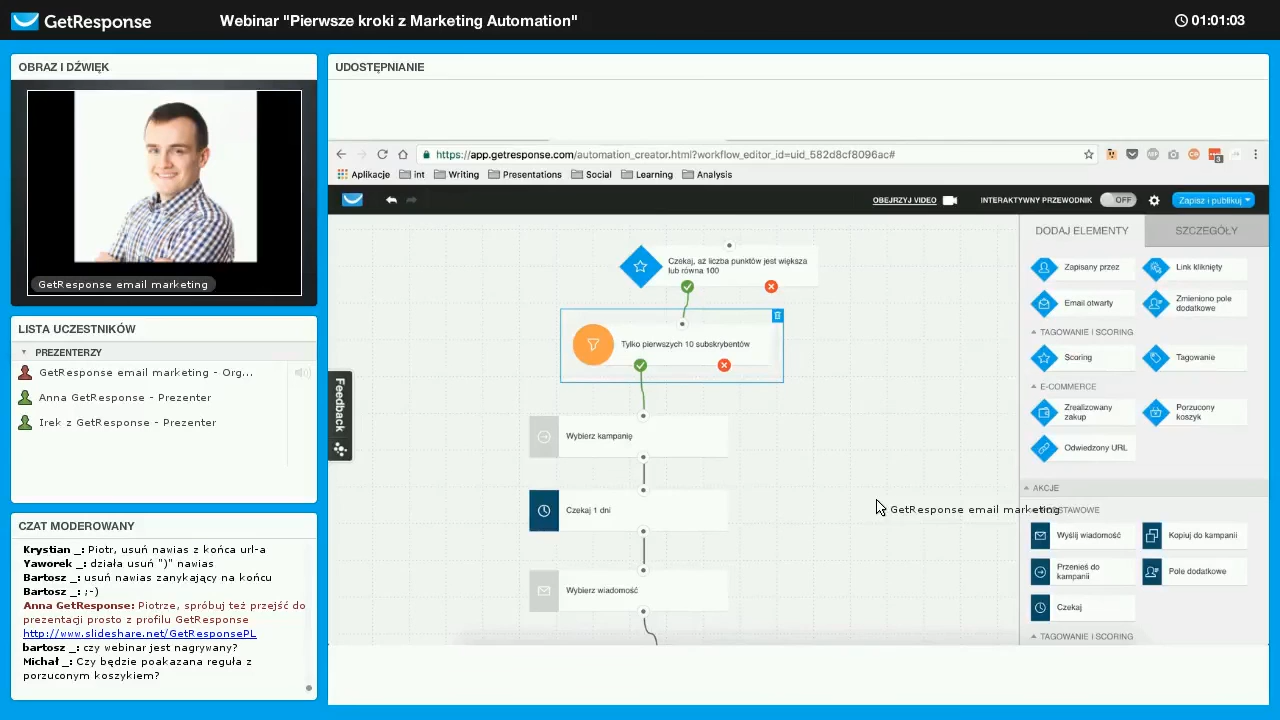 GetResponse
Webinar "Pierwsze kroki z Marketing Automation"
01:01:03
OBRAZ I DŹWIĘK
GetResponse email marketing
LISTA UCZESTNIKÓW
PREZENTERZY
GetResponse email marketing - Org...
Anna GetResponse - Prezenter
Irek z GetResponse - Prezenter
CZAT MODEROWANY
Krystian _: Piotr, usuń nawias z końca url-a
Yaworek _: działa usuń ")" nawias
Bartosz _: usuń nawias zanykający na końcu
Bartosz _: ;-)
Anna GetResponse: Piotrze, spróbuj też przejść do
prezentacji prosto z profilu GetResponse
http://www.slideshare.net/GetResponsePL
bartosz _: czy webinar jest nagrywany?
Michał _: Czy będzie poakazana reguła z
porzuconym koszykiem?
UDOSTĘPNIANIE
https://app.getresponse.com/automation_creator.html?workflow_editor_id=uid_582d8cf8096ac#
Aplikacje int Writing Presentations Social Learning Analysis
OBEJRZYJ VIDEO INTERAKTYWNY PRZEWODNIK OFF Zapisz i publikuj
Feedback
Czekaj, aż liczba punktów jest większa
lub równa 100
Tylko pierwszych 10 subskrybentów
Wybierz kampanię
Czekaj 1 dni
Wybierz wiadomość
GetResponse email marketing
DODAJ ELEMENTY SZCZEGÓŁY
Zapisany przez Link kliknięty
Email otwarty Zmieniono pole
dodatkowe
TAGOWANIE I SCORING
Scoring Tagowanie
E-COMMERCE
Zrealizowany Porzucony
zakup koszyk
Odwiedzony URL
AKCJE
Wyślij wiadomość Kopiuj do kampanii
Przenieś do Pole dodatkowe
kampanii
Czekaj
TAGOWANIE I SCORING